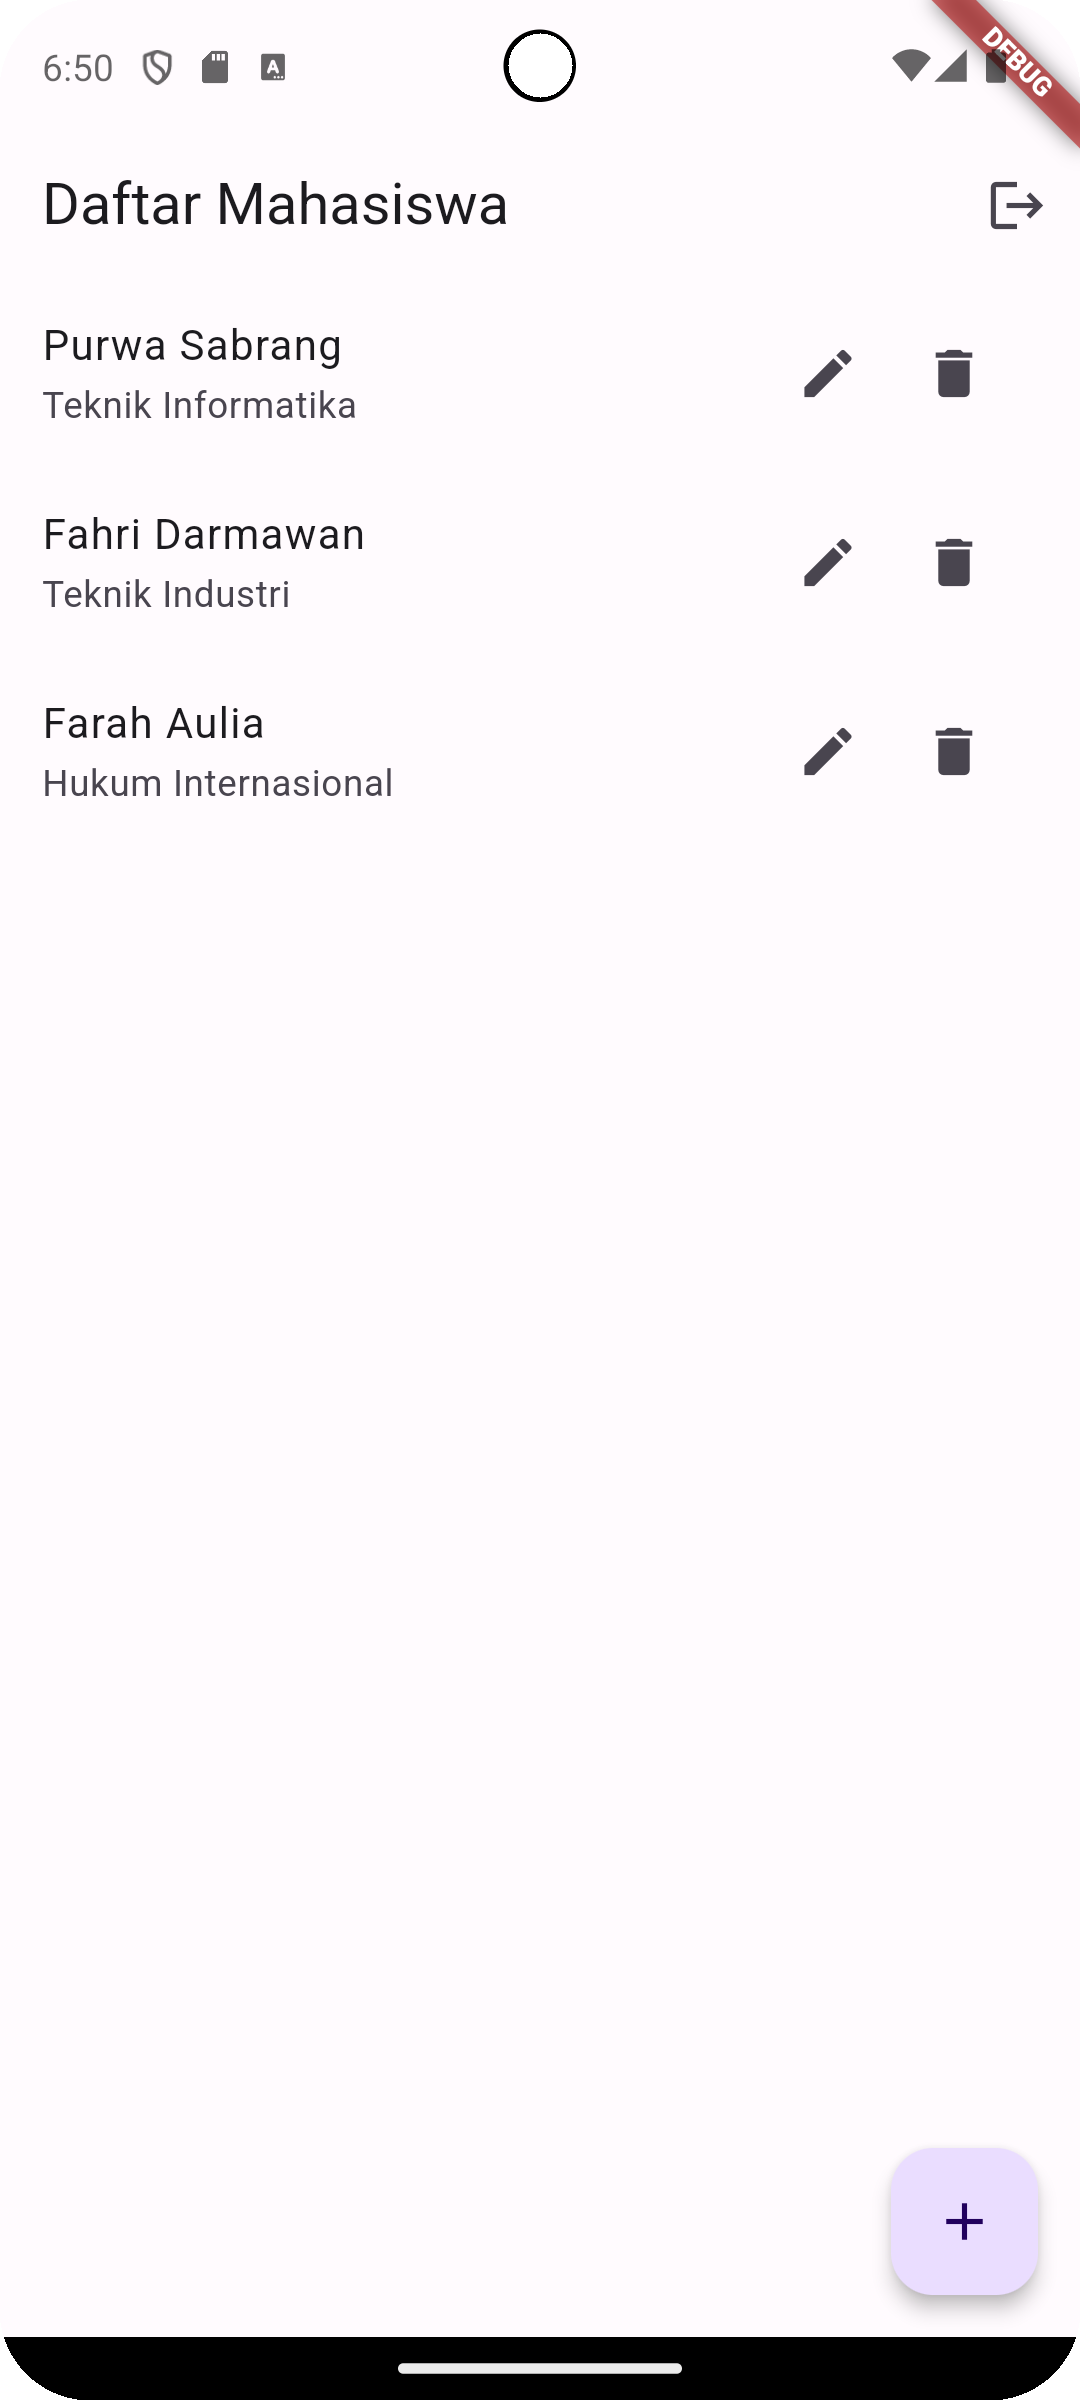 6:50
DEBUG
Daftar Mahasiswa
Purwa Sabrang
Teknik Informatika
Fahri Darmawan
Teknik Industri
Farah Aulia
Hukum Internasional